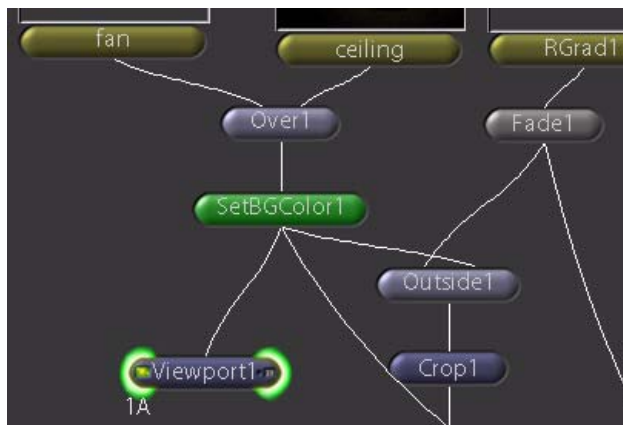 fan
ceiling
RGrad1
Over1
Fade1
SetBGColor1
Outside1
Viewport1
Crop1
1A